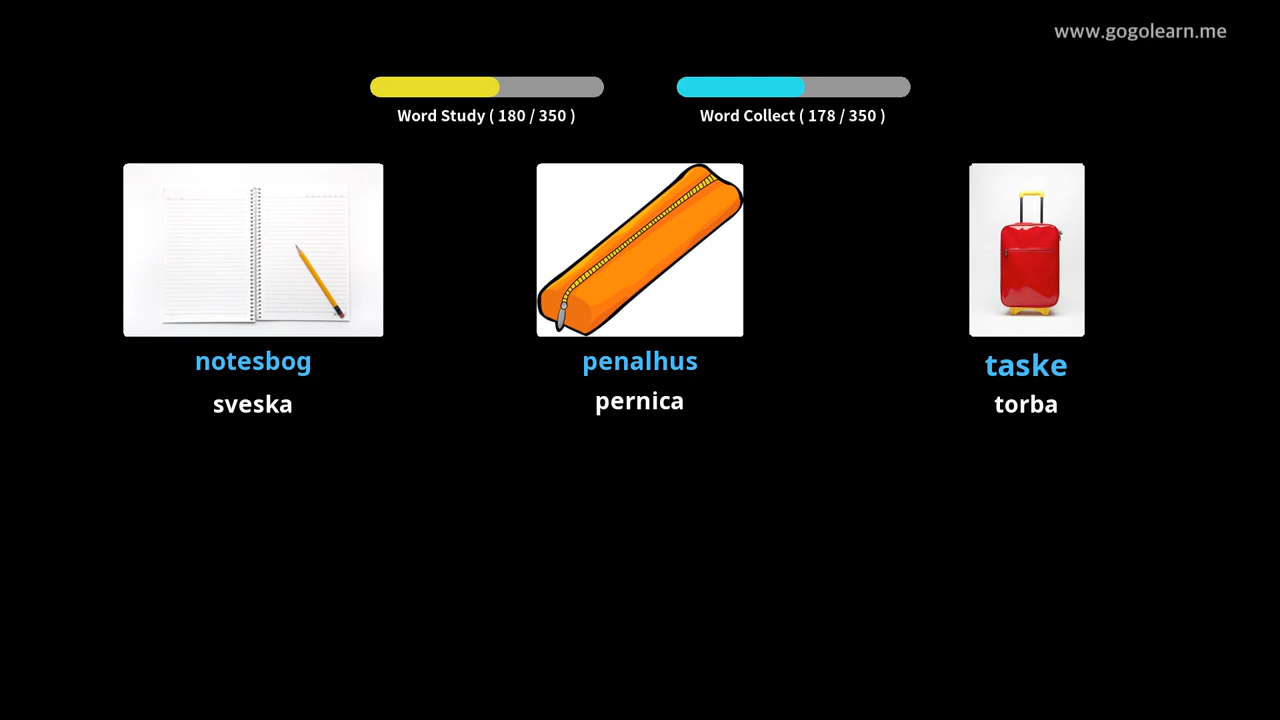 www.gogolearn.me
Word Study ( 180 / 350 )
Word Collect ( 178 / 350 )
notesbog
penalhus
taske
sveska
pernica
torba